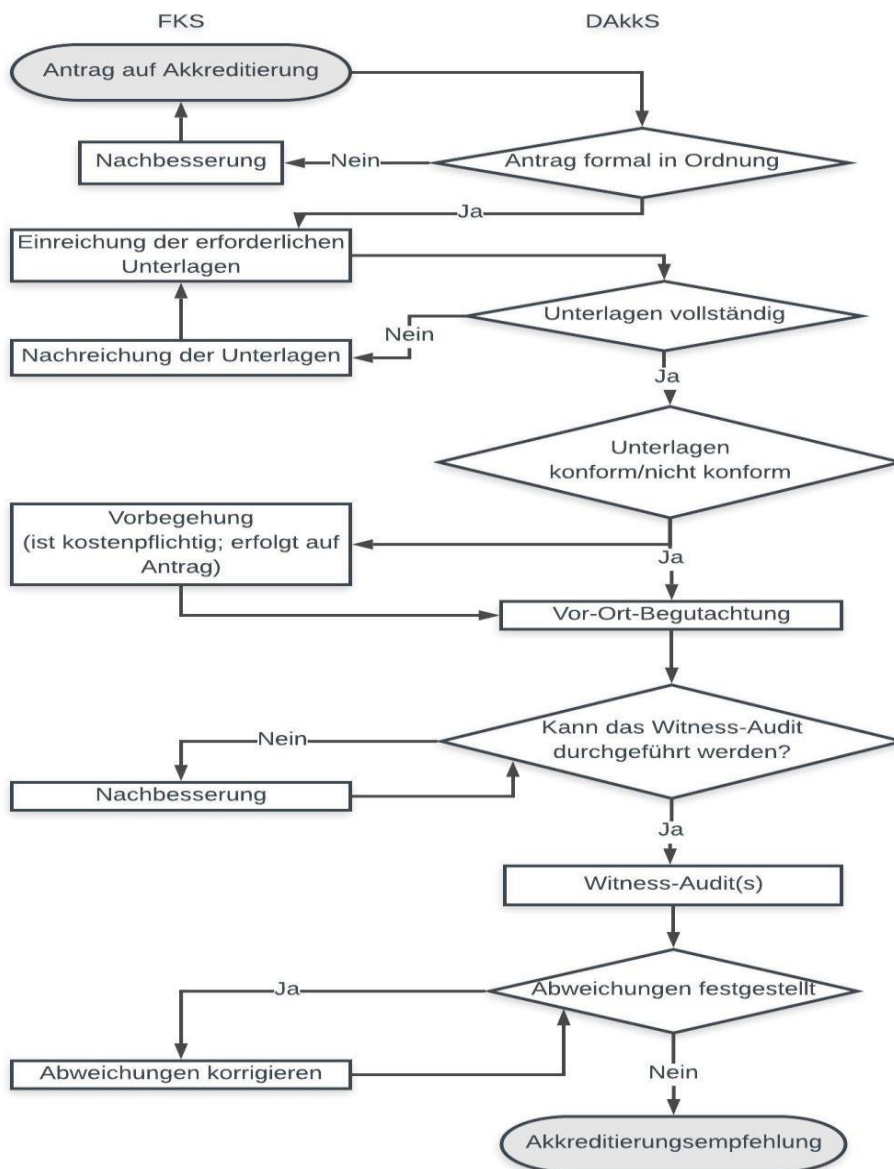 FKS
DAkkS
Antrag auf Akkreditierung
Nachbesserung
Nein
Antrag formal in Ordnung
Ja
Einreichung der erforderlichen
Unterlagen
Unterlagen vollständig
Nein
Nachreichung der Unterlagen
Ja
Unterlagen
konform/nicht konform
Vorbegehung
(ist kostenpflichtig; erfolgt auf
Antrag)
Ja
Vor-Ort-Begutachtung
Kann das Witness-Audit
durchgeführt werden?
Nein
Nachbesserung
Ja
Witness-Audit(s)
Abweichungen festgestellt
Ja
Abweichungen korrigieren
Nein
Akkreditierungsempfehlung